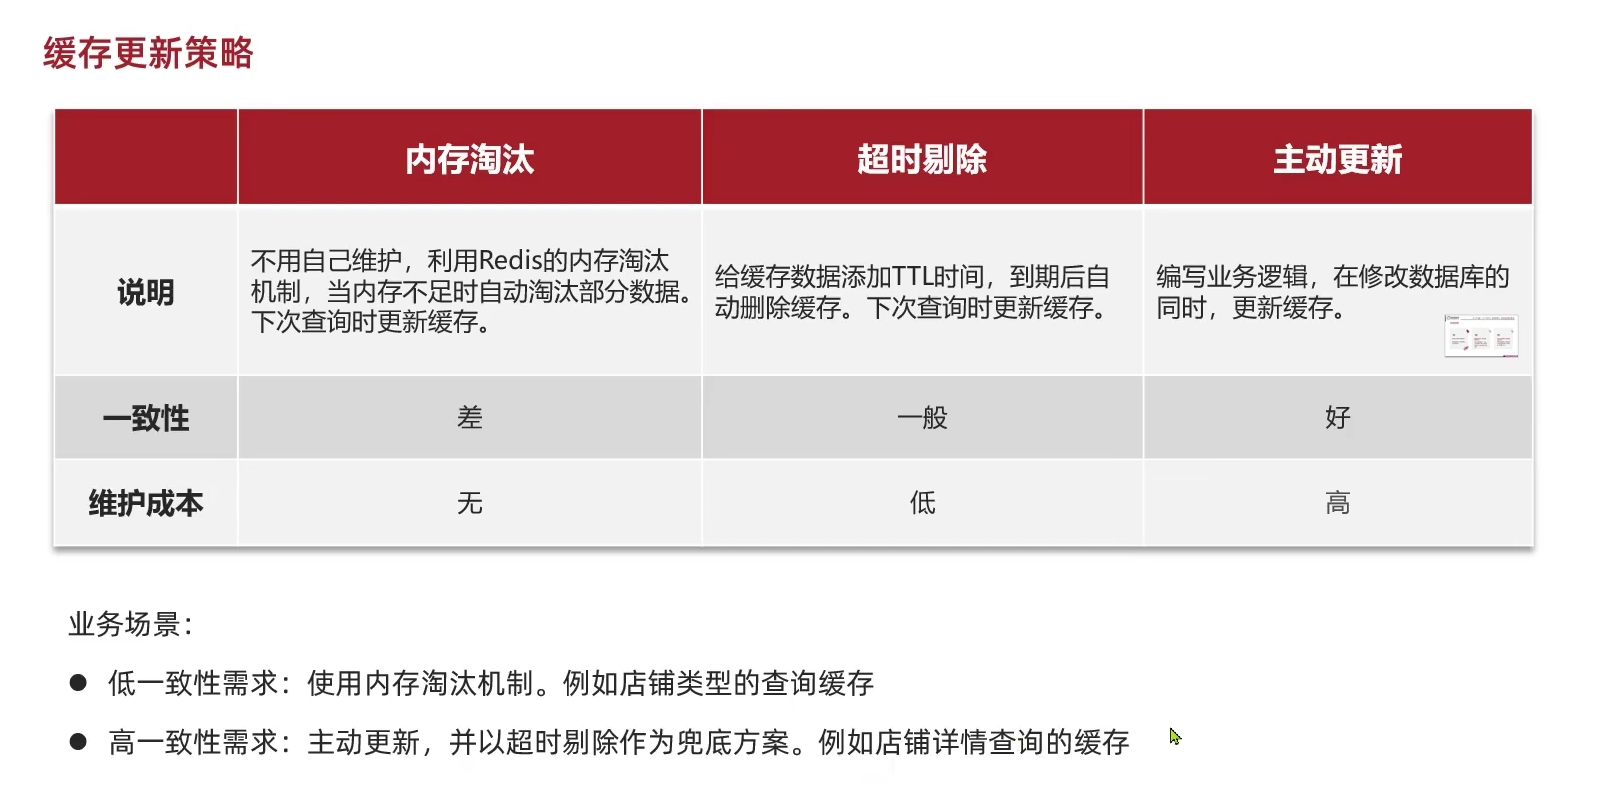 缓存更新策略
内存淘汰
超时剔除
主动更新
说明
不用自己维护，利用Redis的内存淘汰
机制，当内存不足时自动淘汰部分数据。
下次查询时更新缓存。
给缓存数据添加TTL时间，到期后自
动删除缓存。下次查询时更新缓存。
编写业务逻辑，在修改数据库的
同时，更新缓存。
一致性
差
一般
好
维护成本
无
低
高
业务场景：
● 低一致性需求：使用内存淘汰机制。例如店铺类型的查询缓存
● 高一致性需求：主动更新，并以超时剔除作为兜底方案。例如店铺详情查询的缓存